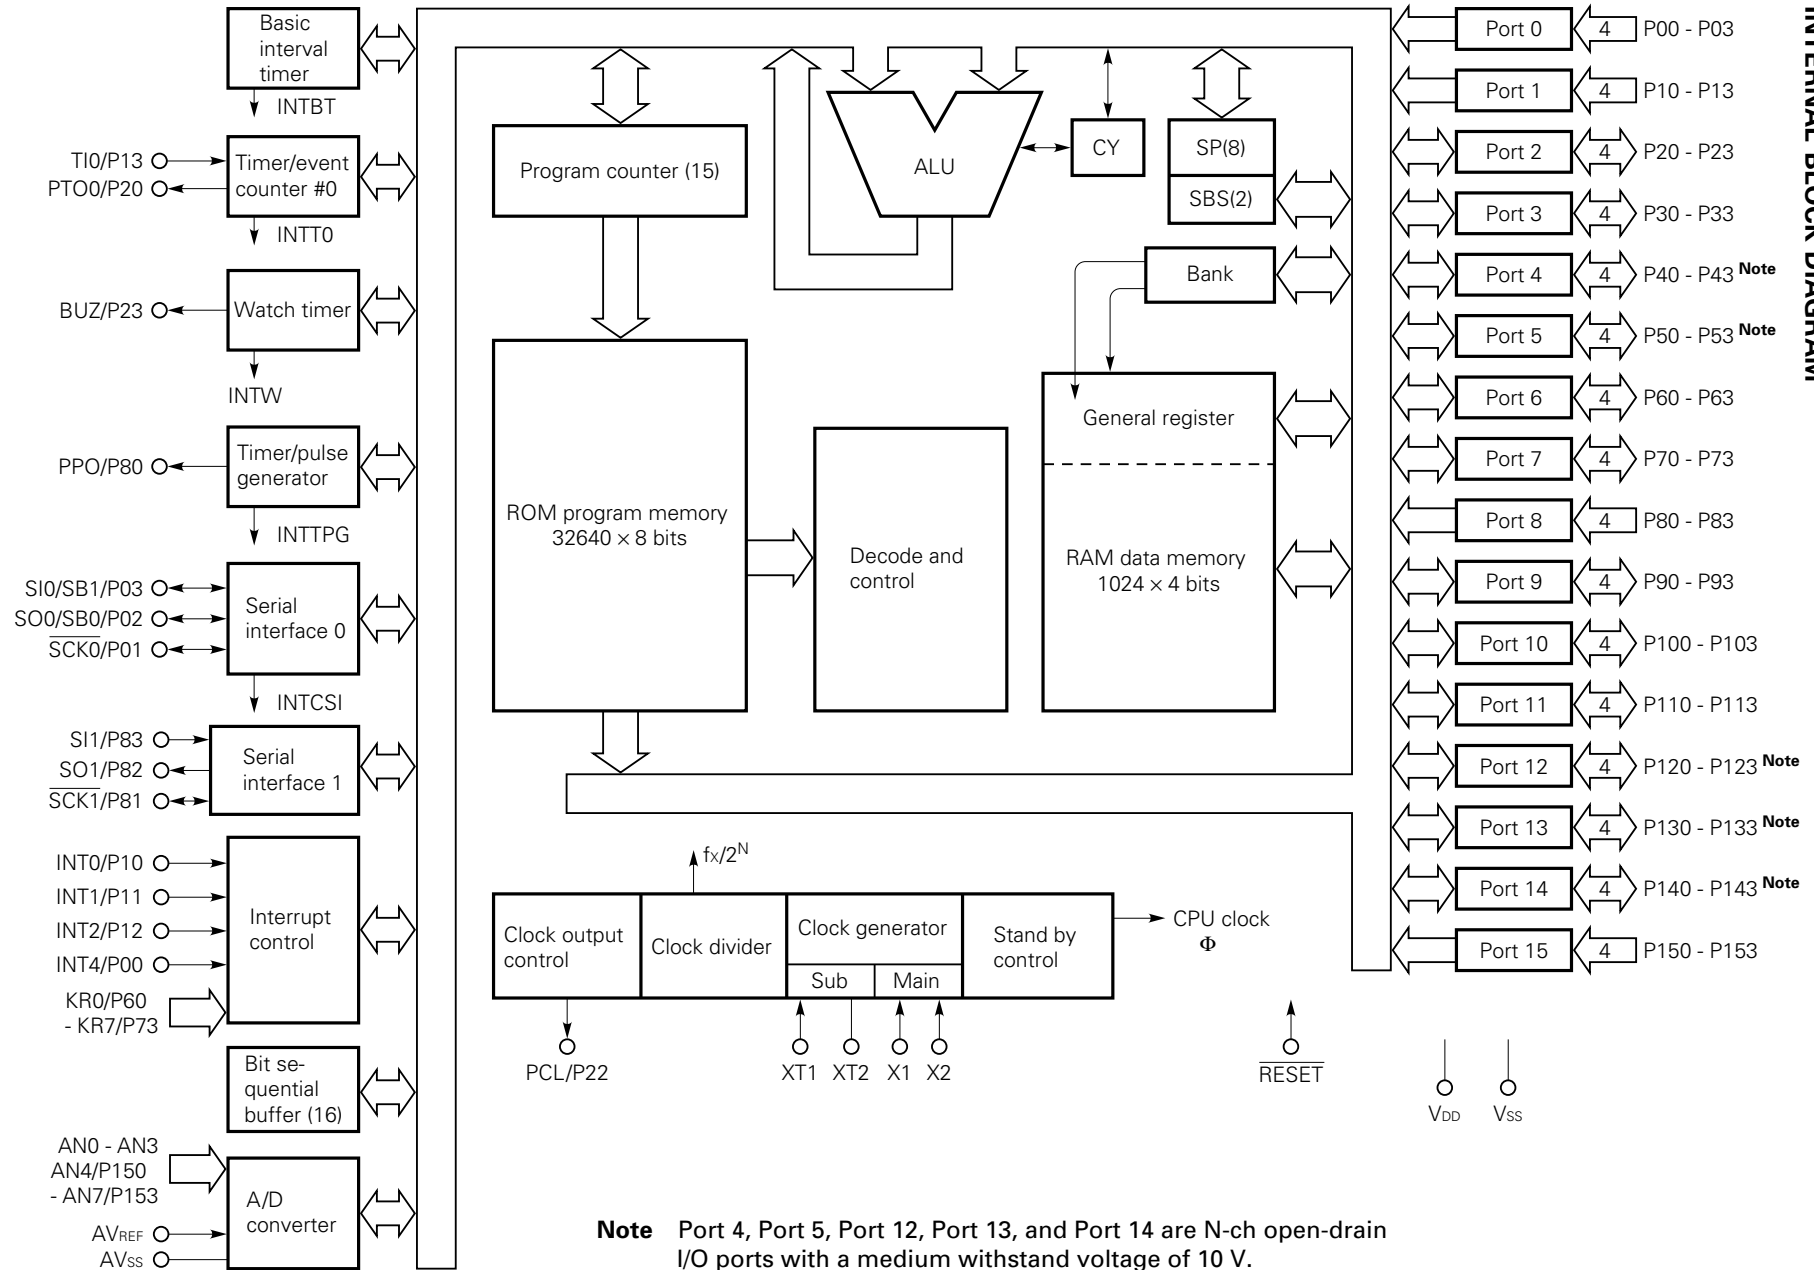 INTERNAL BLOCK DIAGRAM
Basic
interval
timer
INTBT
TI0/P13
PTO0/P20
Timer/event
counter #0
INTT0
BUZ/P23
Watch timer
INTW
PPO/P80
Timer/pulse
generator
INTTPG
SI0/SB1/P03
SO0/SB0/P02
SCK0/P01
Serial
interface 0
INTCSI
SI1/P83
SO1/P82
SCK1/P81
Serial
interface 1
INT0/P10
INT1/P11
INT2/P12
INT4/P00
KR0/P60
- KR7/P73
Interrupt
control
Bit se-
quential
buffer (16)
AN0 - AN3
AN4/P150
- AN7/P153
AVREF
AVSS
A/D
converter
Program counter (15)
ALU
CY
SP(8)
SBS(2)
Bank
ROM program memory
32640 × 8 bits
Decode and
control
General register
RAM data memory
1024 × 4 bits
fX/2N
Clock output
control
Clock divider
Clock generator
Sub
Main
Stand by
control
CPU clock
Φ
PCL/P22
XT1
XT2
X1
X2
RESET
VDD
VSS
Port 0
4
P00 - P03
Port 1
4
P10 - P13
Port 2
4
P20 - P23
Port 3
4
P30 - P33
Port 4
4
P40 - P43 Note
Port 5
4
P50 - P53 Note
Port 6
4
P60 - P63
Port 7
4
P70 - P73
Port 8
4
P80 - P83
Port 9
4
P90 - P93
Port 10
4
P100 - P103
Port 11
4
P110 - P113
Port 12
4
P120 - P123 Note
Port 13
4
P130 - P133 Note
Port 14
4
P140 - P143 Note
Port 15
4
P150 - P153
Note Port 4, Port 5, Port 12, Port 13, and Port 14 are N-ch open-drain
I/O ports with a medium withstand voltage of 10 V.